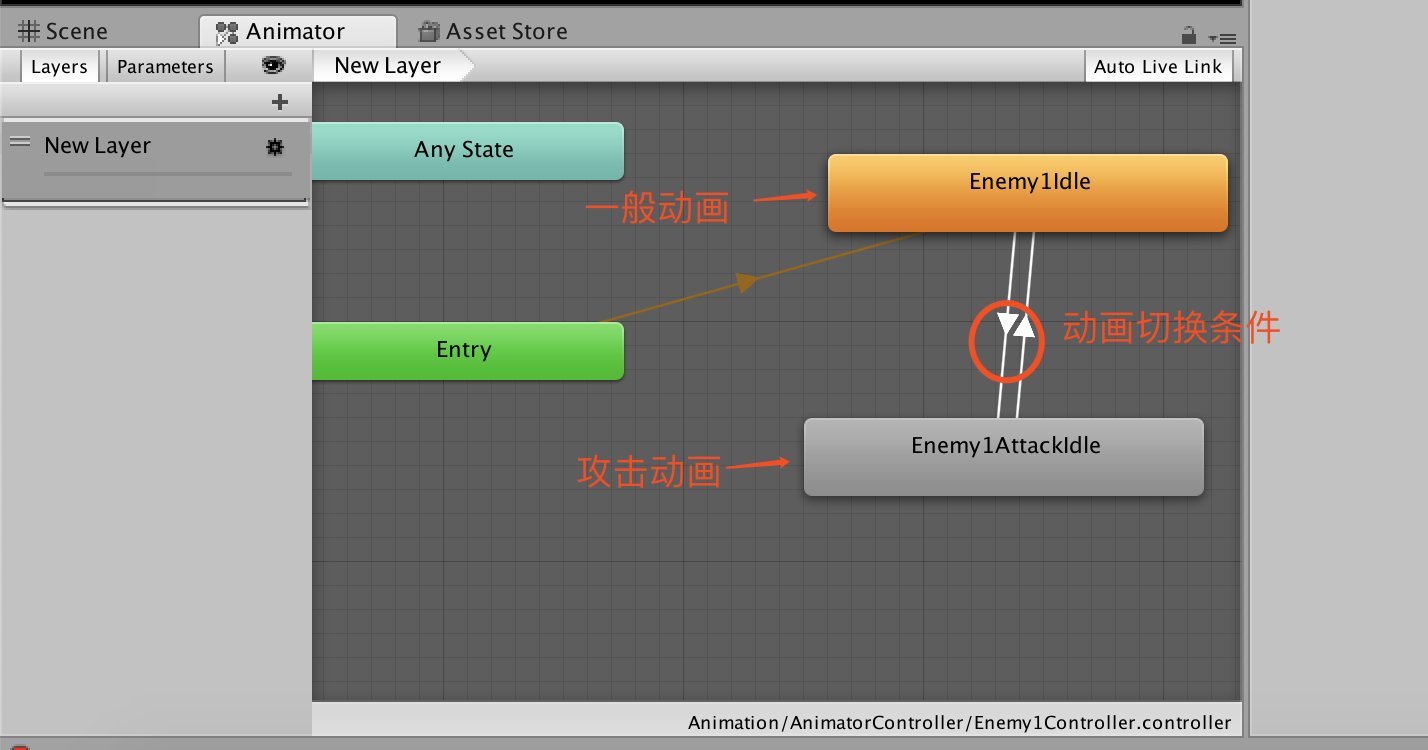 Scene
Animator
Asset Store
Layers
Parameters
New Layer
Auto Live Link
New Layer
Any State
Enemy1Idle
一般动画
动画切换条件
Entry
Enemy1AttackIdle
攻击动画
Animation/AnimatorController/Enemy1Controller.controller